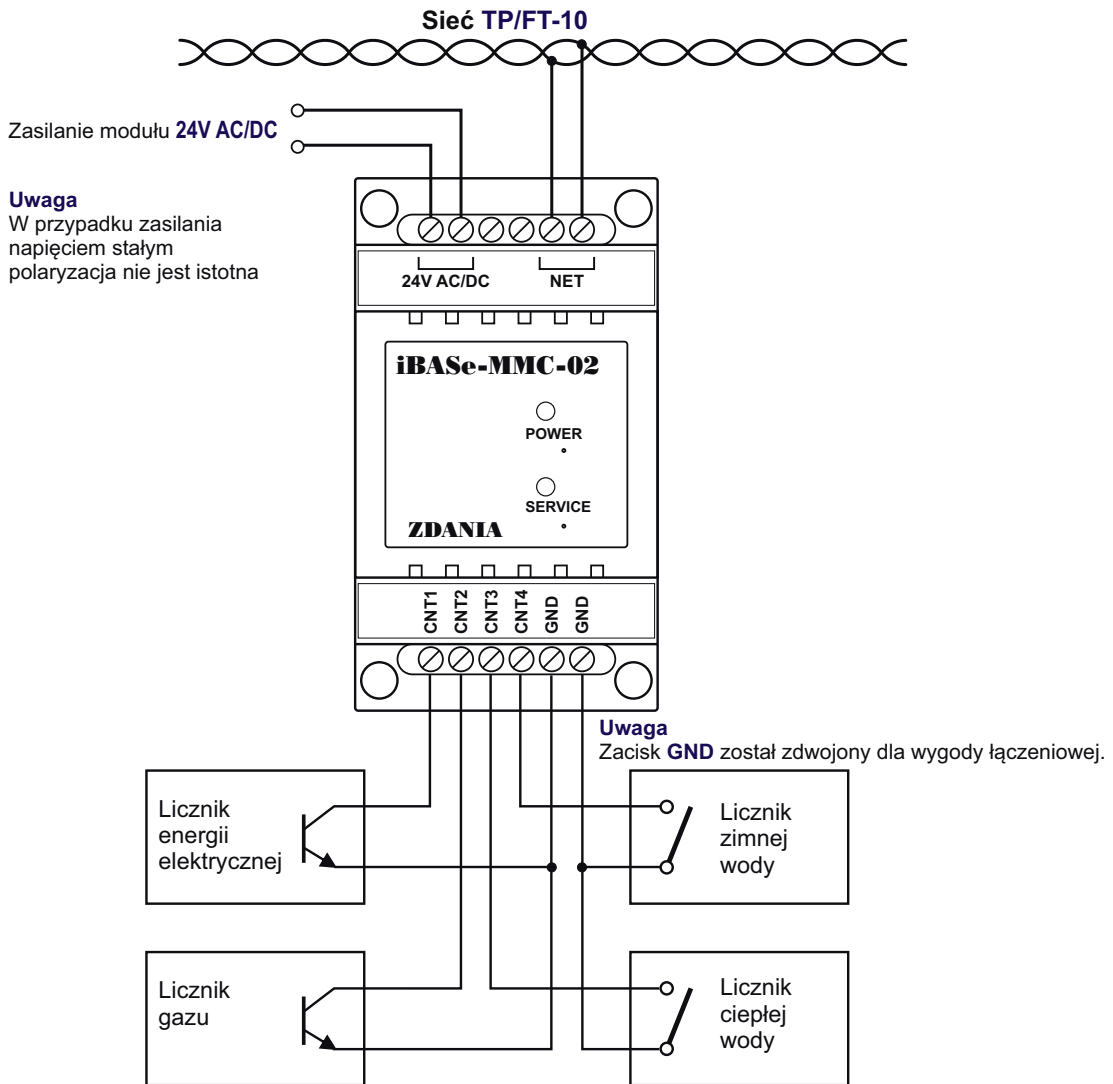 Sieć TP/FT-10
Zasilanie modułu 24V AC/DC
Uwaga
W przypadku zasilania
napięciem stałym
polaryzacja nie jest istotna
24V AC/DC
NET
iBASe-MMC-02
POWER
SERVICE
ZDANIA
CNT1
CNT2
CNT3
CNT4
GND
GND
Uwaga
Zacisk GND został zdwojony dla wygody łączeniowej.
Licznik
energii
elektrycznej
Licznik
zimnej
wody
Licznik
gazu
Licznik
ciepłej
wody